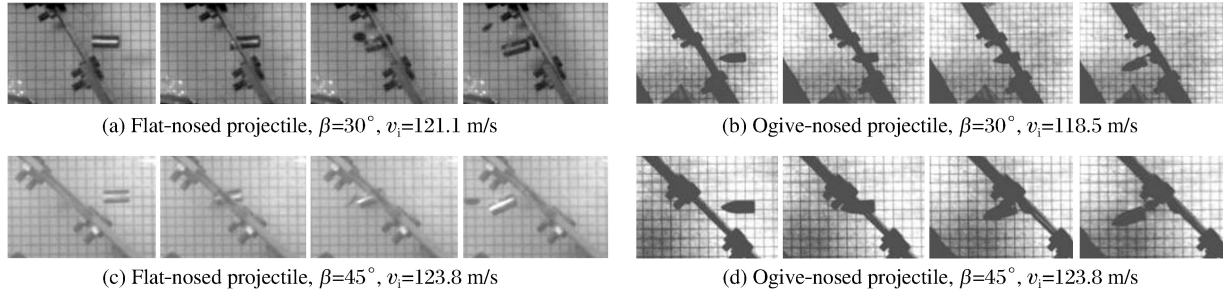 (a) Flat-nosed projectile, β=30°, vᵢ=121.1 m/s
(b) Ogive-nosed projectile, β=30°, vᵢ=118.5 m/s
(c) Flat-nosed projectile, β=45°, vᵢ=123.8 m/s
(d) Ogive-nosed projectile, β=45°, vᵢ=123.8 m/s